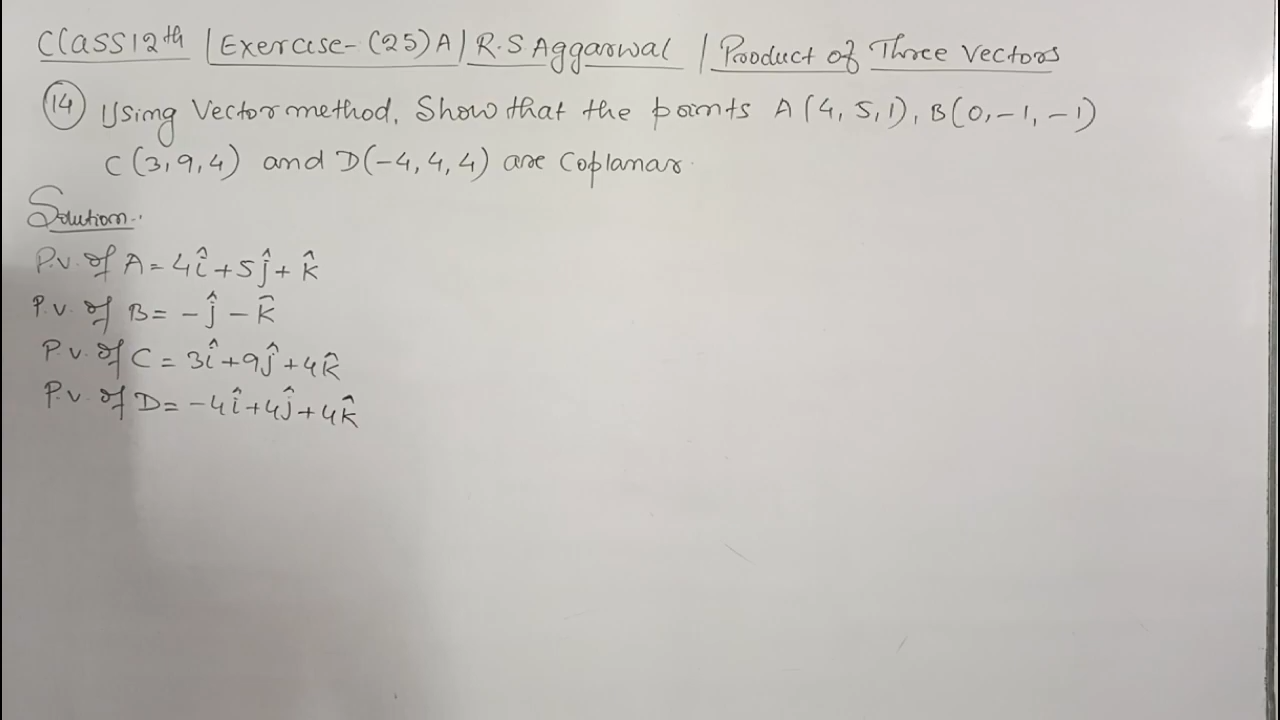 Class 12th | Exercise-(25)A | R.S Aggarwal | Product of Three Vectors
(14) Using Vector method, Show that the points A(4, 5, 1), B(0, -1, -1)
C(3, 9, 4) and D(-4, 4, 4) are Coplanar.
Solution:-
P.v. of A = 4î + 5ĵ + k̂
P.v. of B = -ĵ - k̂
P.v. of C = 3î + 9ĵ + 4k̂
P.v. of D = -4î + 4ĵ + 4k̂